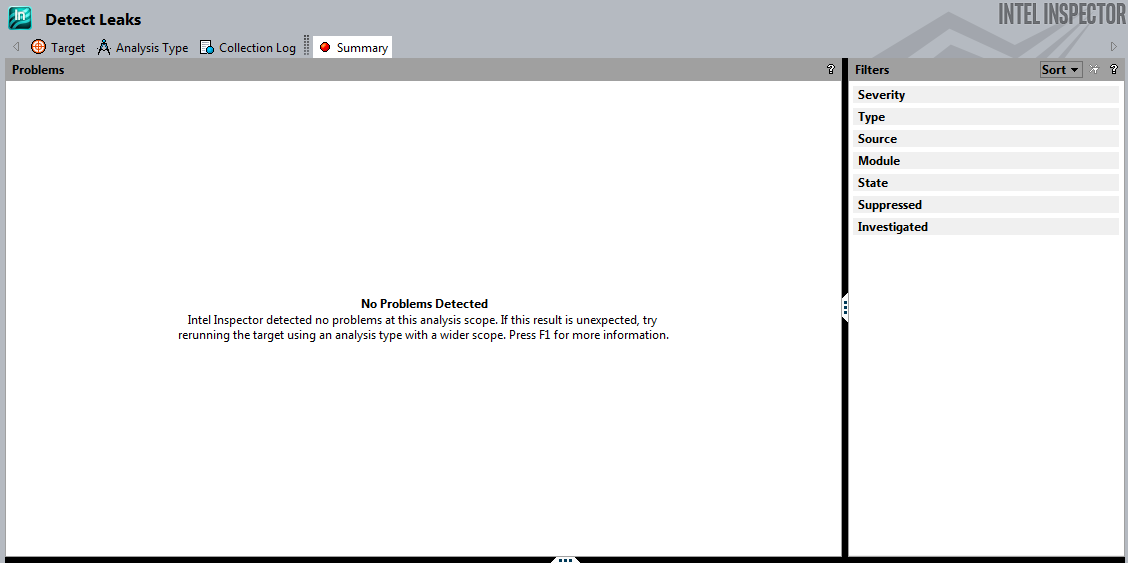 In
Detect Leaks
INTEL INSPECTOR
Target Analysis Type Collection Log Summary
Problems ?
Filters Sort ?
Severity
Type
Source
Module
State
Suppressed
Investigated
No Problems Detected
Intel Inspector detected no problems at this analysis scope. If this result is unexpected, try
rerunning the target using an analysis type with a wider scope. Press F1 for more information.